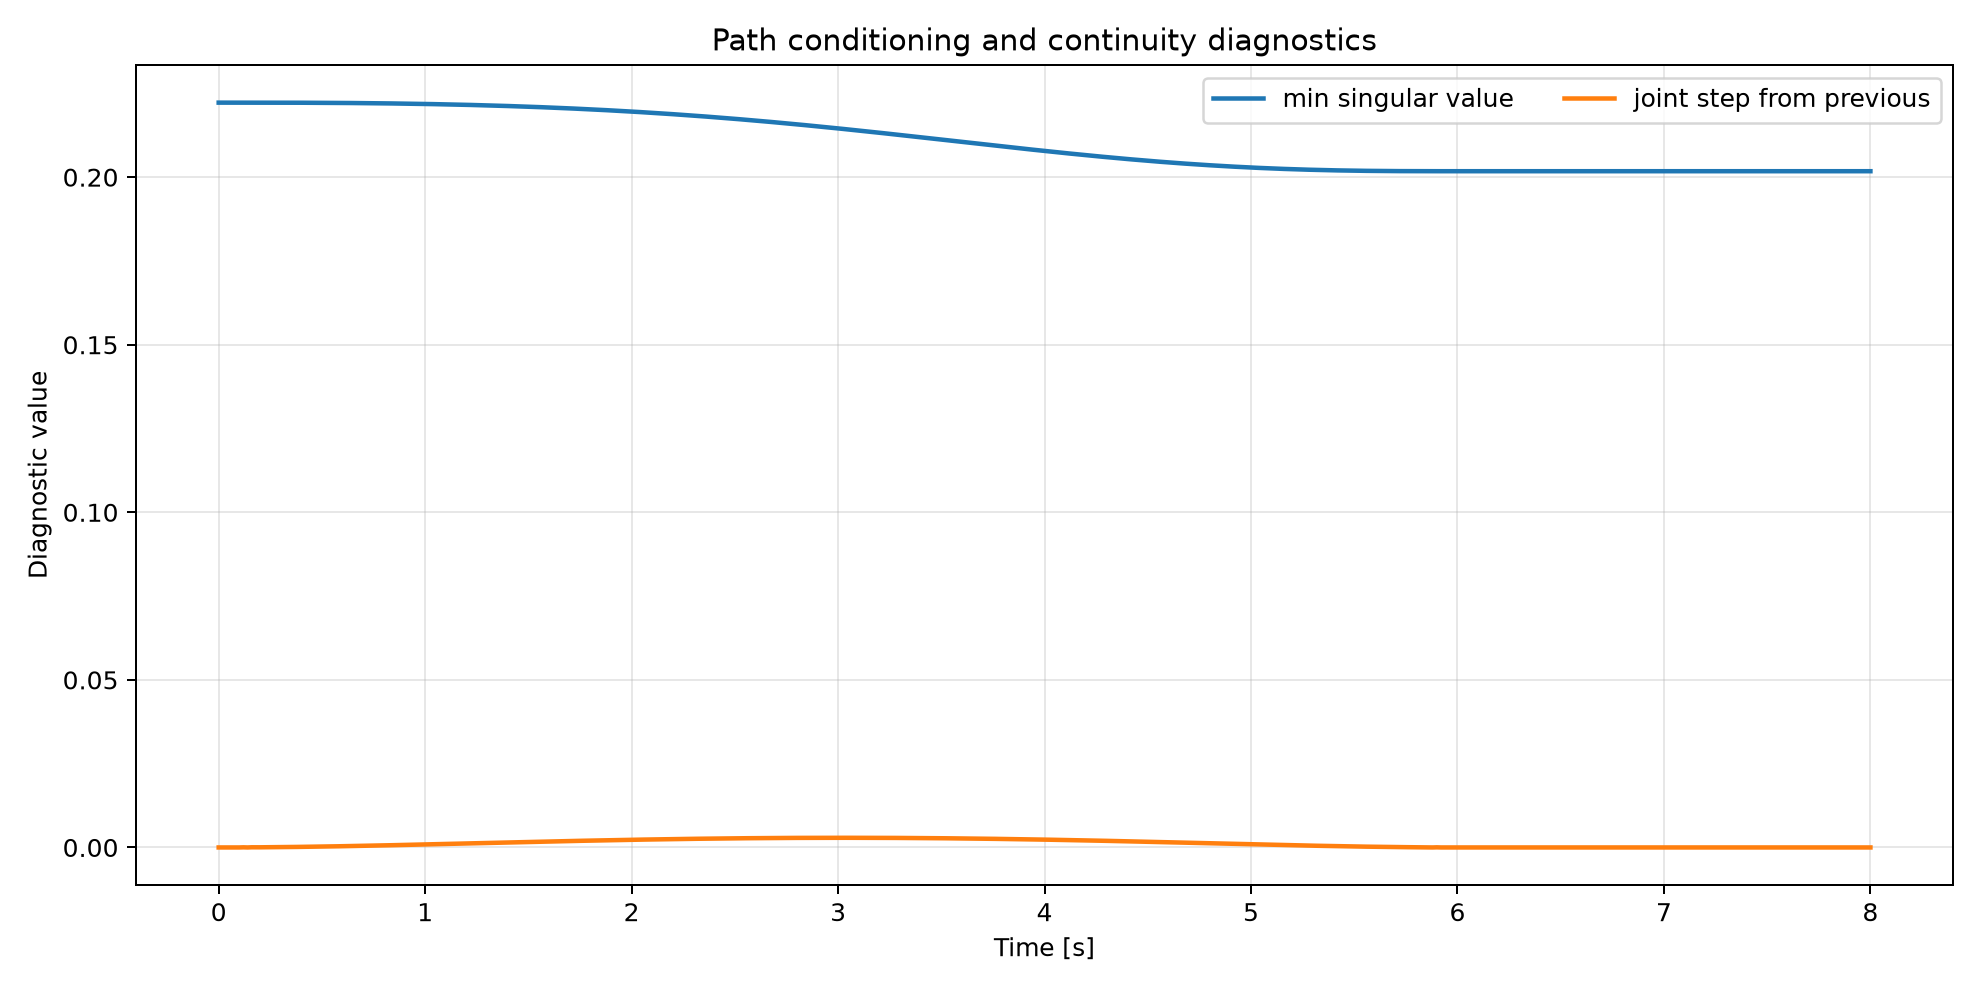 Path conditioning and continuity diagnostics
min singular value
joint step from previous
Diagnostic value
0.20
0.15
0.10
0.05
0.00
0 1 2 3 4 5 6 7 8
Time [s]